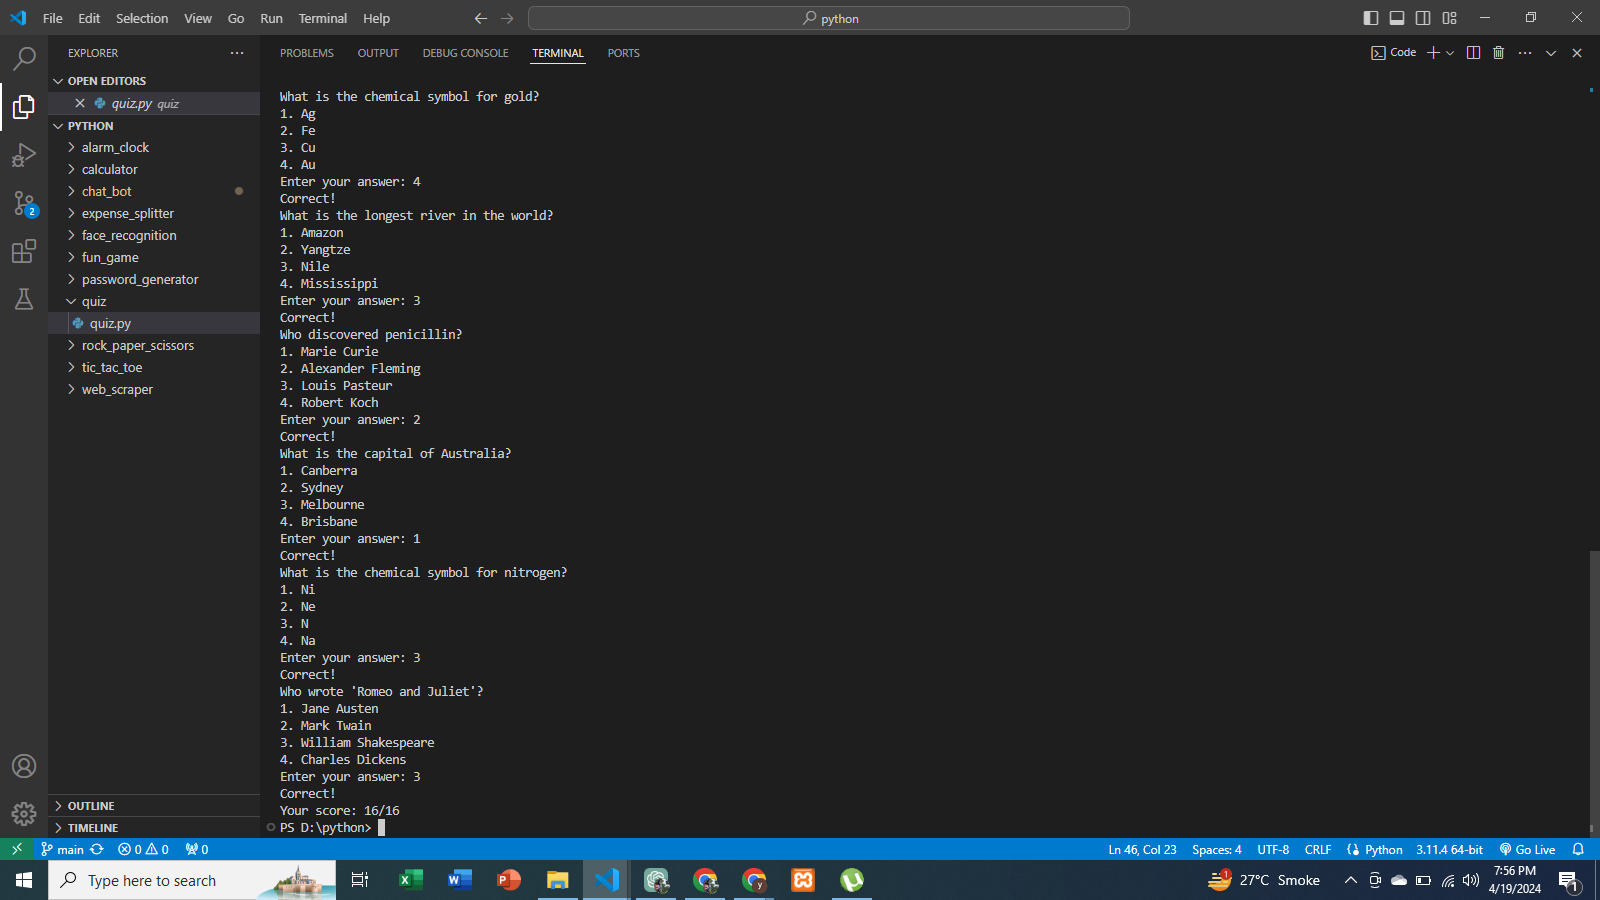 File Edit Selection View Go Run Terminal Help
python
EXPLORER
OPEN EDITORS
quiz.py quiz
PYTHON
alarm_clock
calculator
chat_bot
expense_splitter
face_recognition
fun_game
password_generator
quiz
quiz.py
rock_paper_scissors
tic_tac_toe
web_scraper
OUTLINE
TIMELINE
2
PROBLEMS OUTPUT DEBUG CONSOLE TERMINAL PORTS
Code
What is the chemical symbol for gold?
1. Ag
2. Fe
3. Cu
4. Au
Enter your answer: 4
Correct!
What is the longest river in the world?
1. Amazon
2. Yangtze
3. Nile
4. Mississippi
Enter your answer: 3
Correct!
Who discovered penicillin?
1. Marie Curie
2. Alexander Fleming
3. Louis Pasteur
4. Robert Koch
Enter your answer: 2
Correct!
What is the capital of Australia?
1. Canberra
2. Sydney
3. Melbourne
4. Brisbane
Enter your answer: 1
Correct!
What is the chemical symbol for nitrogen?
1. Ni
2. Ne
3. N
4. Na
Enter your answer: 3
Correct!
Who wrote 'Romeo and Juliet'?
1. Jane Austen
2. Mark Twain
3. William Shakespeare
4. Charles Dickens
Enter your answer: 3
Correct!
Your score: 16/16
PS D:\python>
main 0 0 0 Ln 46, Col 23 Spaces: 4 UTF-8 CRLF Python 3.11.4 64-bit Go Live
Type here to search
1 27°C Smoke
7:56 PM
4/19/2024
1